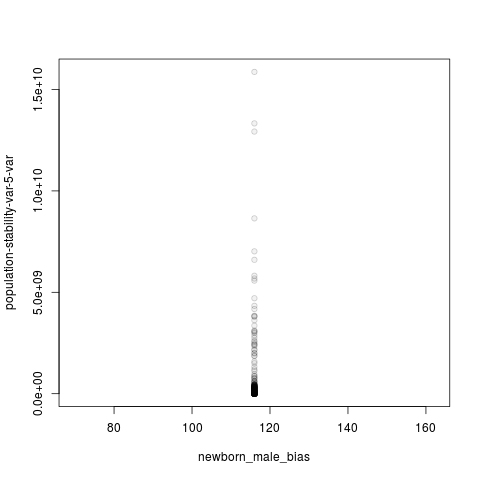 population-stability-var-5-var
1.5e+10
1.0e+10
5.0e+09
0.0e+00
80
100
120
140
160
newborn_male_bias